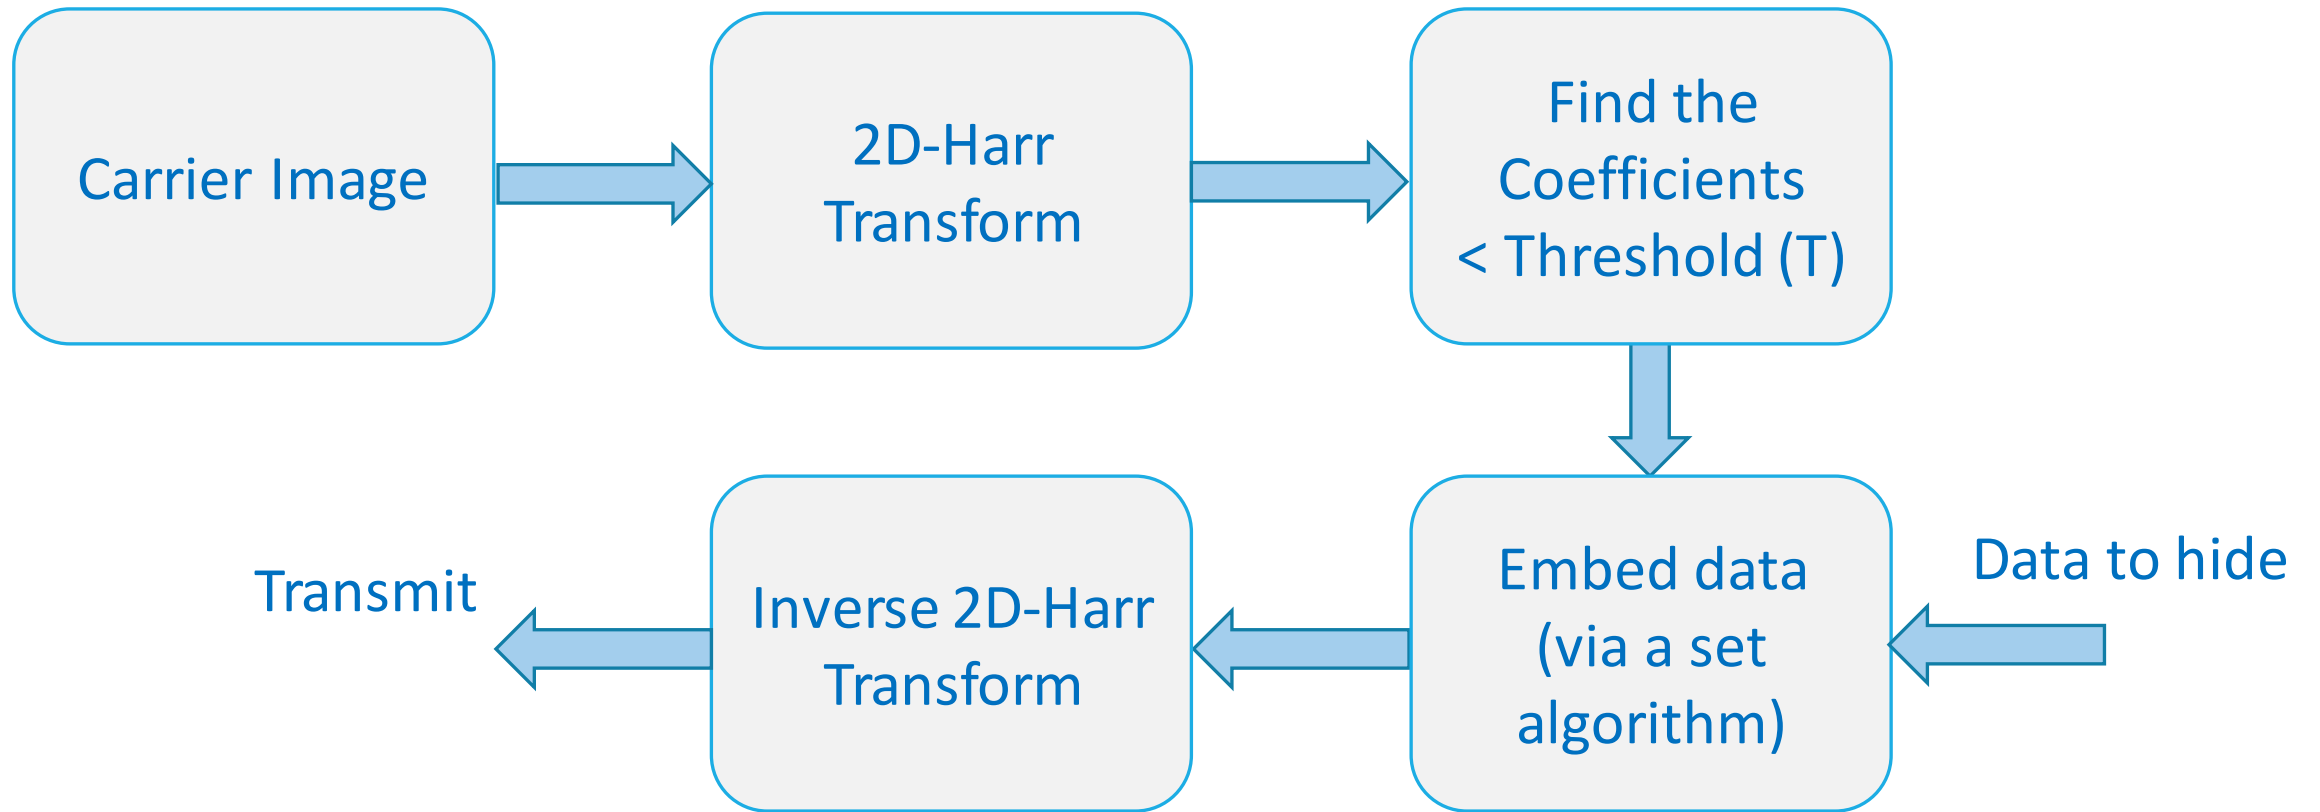 Carrier Image
2D-Harr
Transform
Find the
Coefficients
< Threshold (T)
Data to hide
Embed data
(via a set
algorithm)
Inverse 2D-Harr
Transform
Transmit